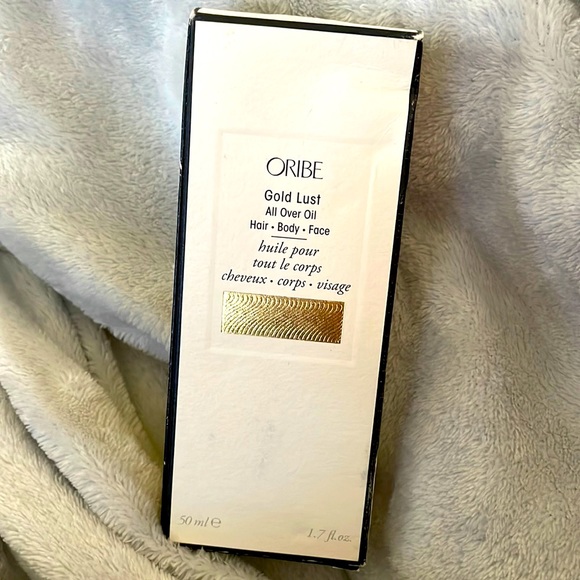 ORIBE
Gold Lust
All Over Oil
Hair • Body • Face
huile pour
tout le corps
cheveux • corps • visage
50 ml ℮
1.7 fl.oz.